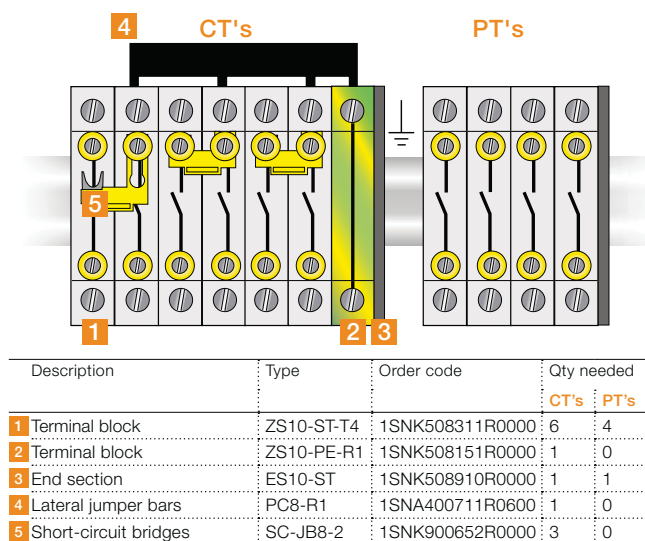 4 CT's PT's
5
1 2 3
Description Type Order code Qty needed
CT's PT's
1 Terminal block ZS10-ST-T4 1SNK508311R0000 6 4
2 Terminal block ZS10-PE-R1 1SNK508151R0000 1 0
3 End section ES10-ST 1SNK508910R0000 1 1
4 Lateral jumper bars PC8-R1 1SNA400711R0600 1 0
5 Short-circuit bridges SC-JB8-2 1SNK900652R0000 3 0